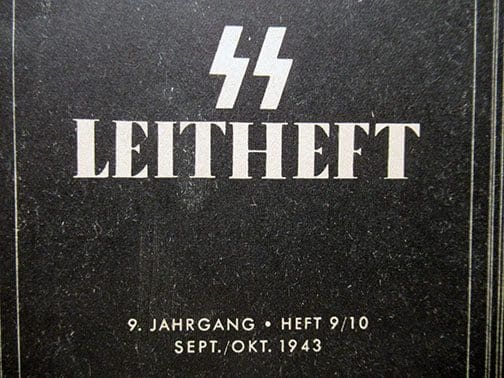 SS
LEITHEFT
9. JAHRGANG • HEFT 9/10
SEPT./OKT. 1943